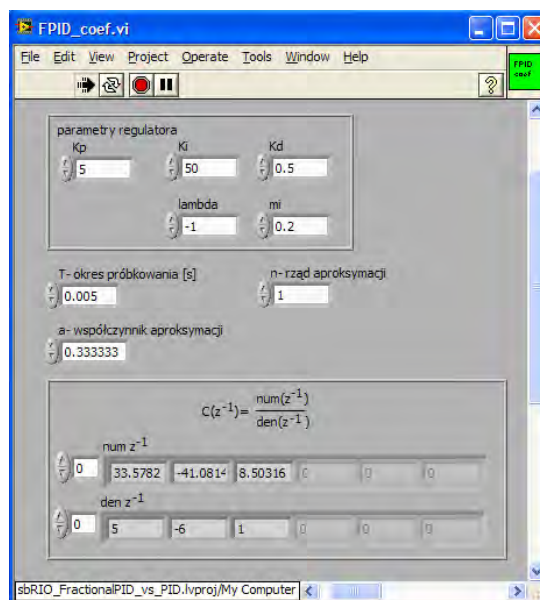 FPID_coef.vi
File Edit View Project Operate Tools Window Help
FPID
coef
?
parametry regulatora
Kp Ki Kd
5 50 0.5
lambda mi
-1 0.2
T- okres próbkowania [s] n- rząd aproksymacji
0.005 1
a- współczynnik aproksymacji
0.333333
C(z⁻¹)= num(z⁻¹)
den(z⁻¹)
num z⁻¹
0 33.5782 -41.0814 8.50316 0 0 0
den z⁻¹
0 5 -6 1 0 0 0
sbRIO_FractionalPID_vs_PID.lvproj/My Computer